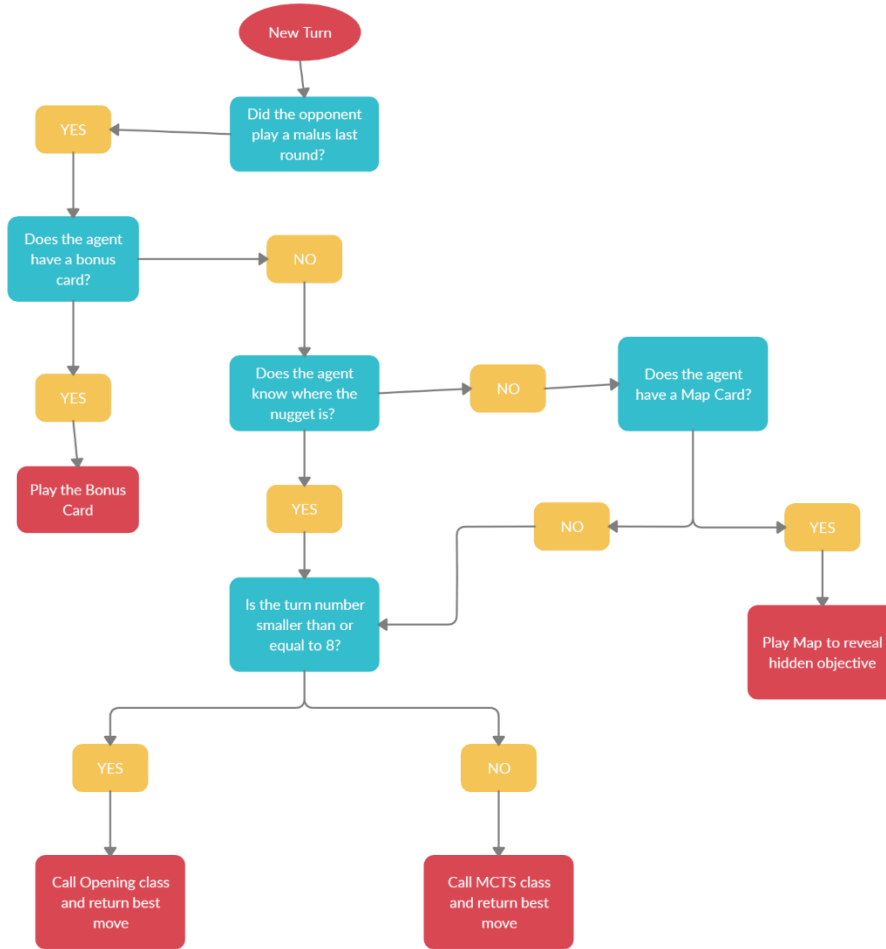 New Turn
Did the opponent
play a malus last
round?
YES
Does the agent
have a bonus
card?
NO
YES
Play the Bonus
Card
Does the agent
know where the
nugget is?
NO
Does the agent
have a Map Card?
YES
NO
YES
Is the turn number
smaller than or
equal to 8?
Play Map to reveal
hidden objective
YES
NO
Call Opening class
and return best
move
Call MCTS class
and return best
move